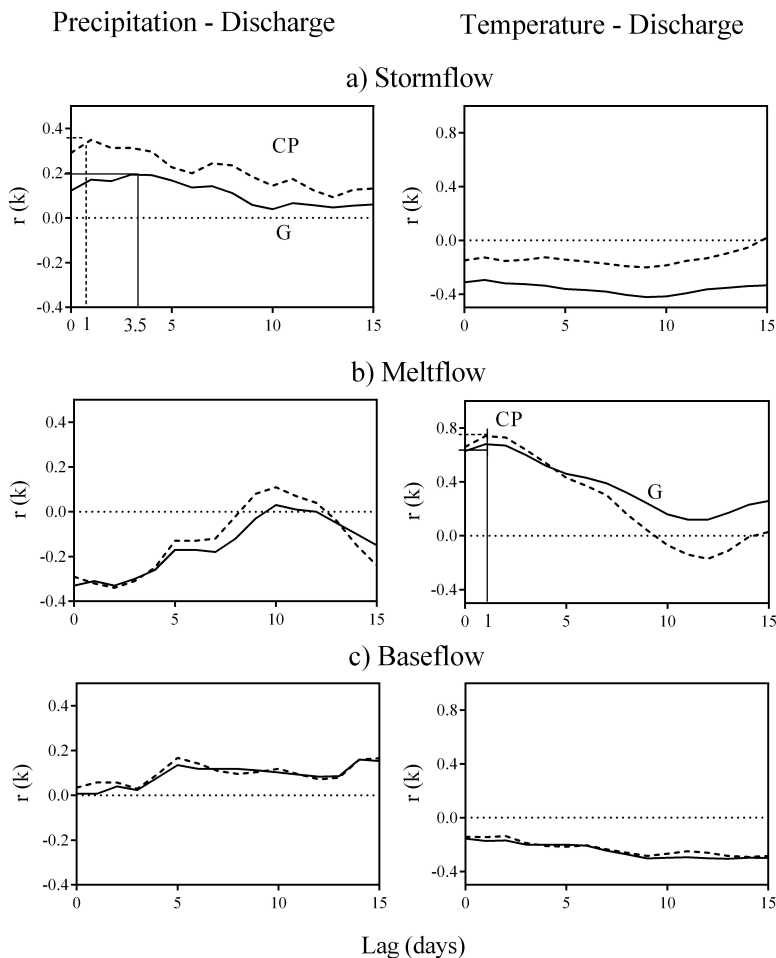 Precipitation - Discharge
Temperature - Discharge
a) Stormflow
r (k)
0.4
0.2
0.0
-0.2
-0.4
CP
G
0 1 3.5 5 10 15
0.8
0.4
0.0
-0.4
0 5 10 15
b) Meltflow
r (k)
0.4
0.2
0.0
-0.2
-0.4
0 5 10 15
r (k)
0.8
0.4
0.0
-0.4
CP
G
0 1 5 10 15
c) Baseflow
r (k)
0.4
0.2
0.0
-0.2
-0.4
0 5 10 15
r (k)
0.8
0.4
0.0
-0.4
0 5 10 15
Lag (days)